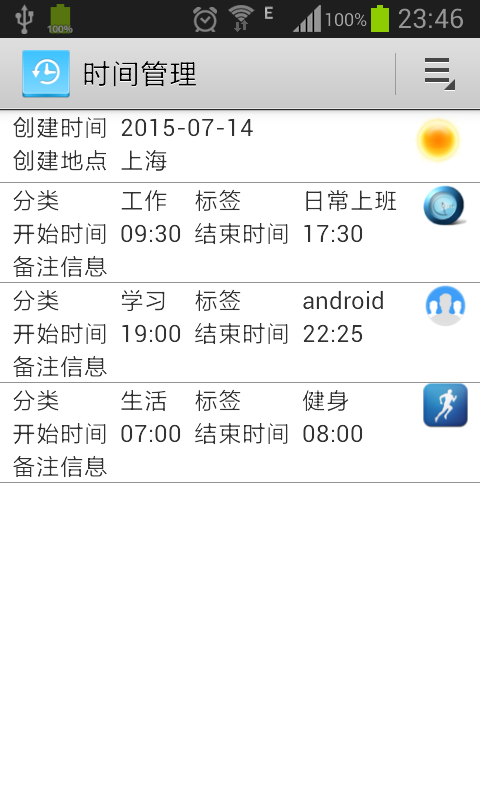 100% E 100% 23:46
时间管理
创建时间 2015-07-14
创建地点 上海
分类 工作 标签 日常上班
开始时间 09:30 结束时间 17:30
备注信息
分类 学习 标签 android
开始时间 19:00 结束时间 22:25
备注信息
分类 生活 标签 健身
开始时间 07:00 结束时间 08:00
备注信息